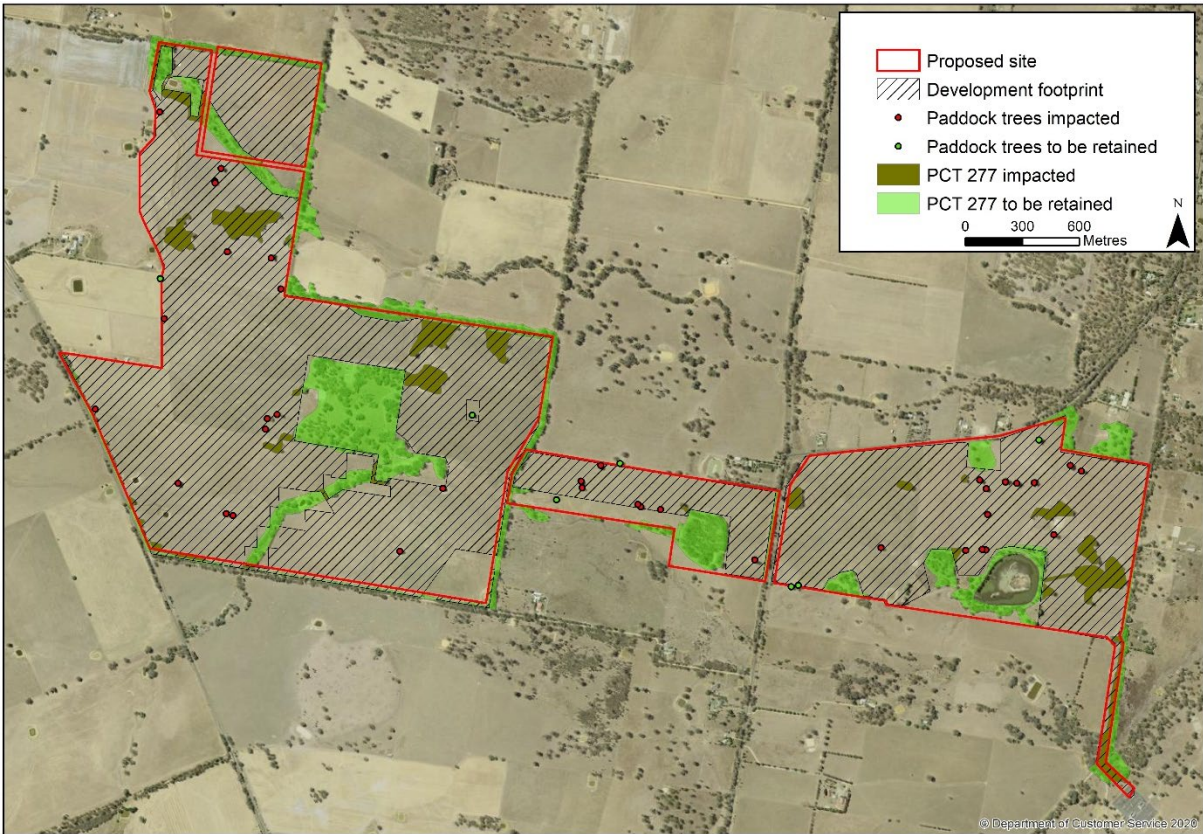 Proposed site
Development footprint
Paddock trees impacted
Paddock trees to be retained
PCT 277 impacted
PCT 277 to be retained
N
0 300 600
Metres
© Department of Customer Service 2020